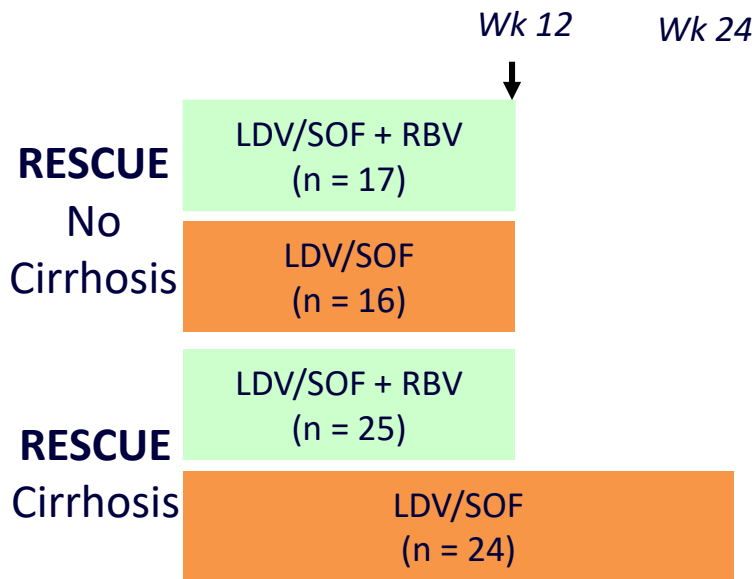 Wk 12 Wk 24
LDV/SOF + RBV
(n = 17)
RESCUE
No
Cirrhosis
LDV/SOF
(n = 16)
LDV/SOF + RBV
(n = 25)
RESCUE
Cirrhosis
LDV/SOF
(n = 24)